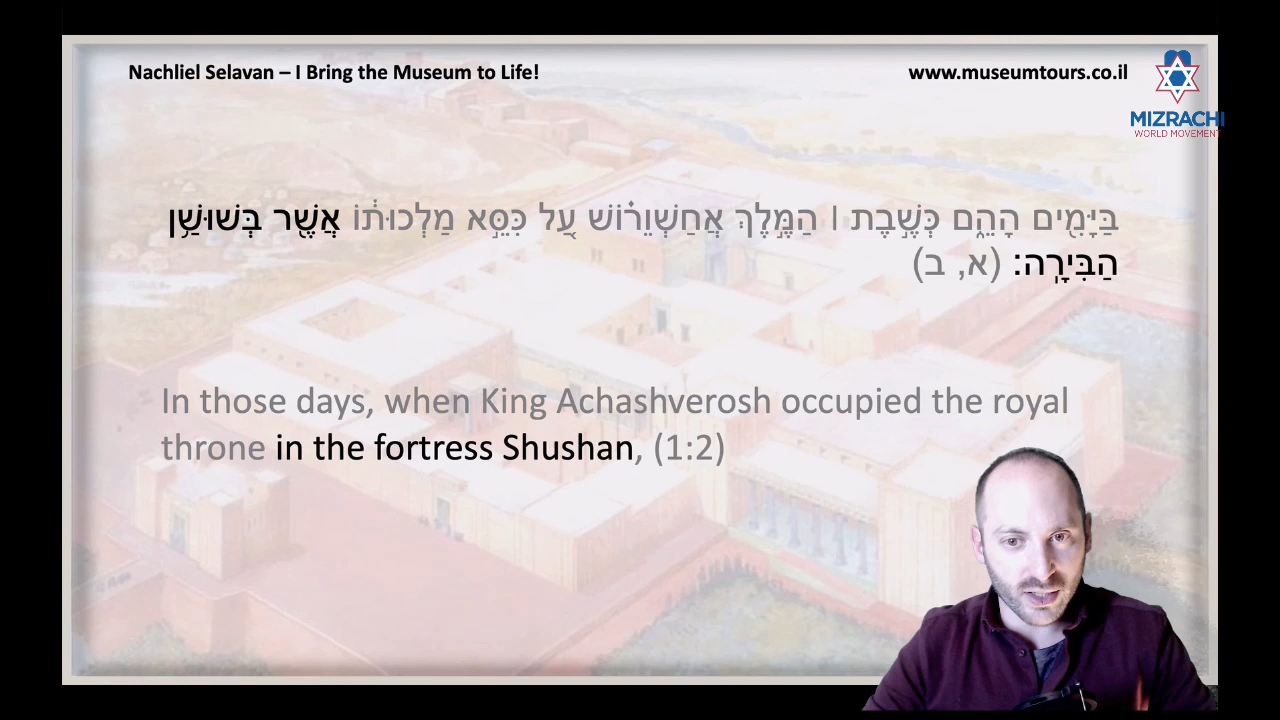 Nachliel Selavan – I Bring the Museum to Life!
www.museumtours.co.il
MIZRACHI
WORLD MOVEMENT
בַּיָּמִ֖ים הָהֵ֑ם כְּשֶׁ֣בֶת ׀ הַמֶּ֣לֶךְ אֲחַשְׁוֵר֗וֹשׁ עַ֚ל כִּסֵּ֣א מַלְכוּת֔וֹ אֲשֶׁ֖ר בְּשׁוּשַׁ֥ן
הַבִּירָֽה׃ (א, ב)
In those days, when King Achashverosh occupied the royal
throne in the fortress Shushan, (1:2)